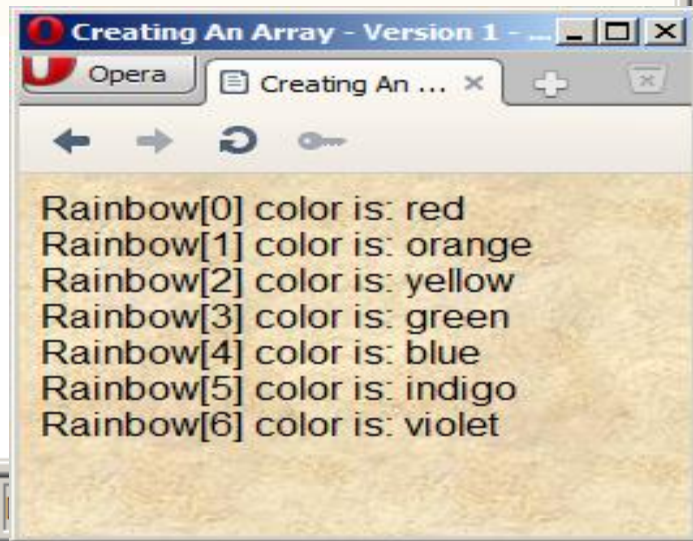 Creating An Array - Version 1 - ...
Opera
Creating An ...
Rainbow[0] color is: red
Rainbow[1] color is: orange
Rainbow[2] color is: yellow
Rainbow[3] color is: green
Rainbow[4] color is: blue
Rainbow[5] color is: indigo
Rainbow[6] color is: violet